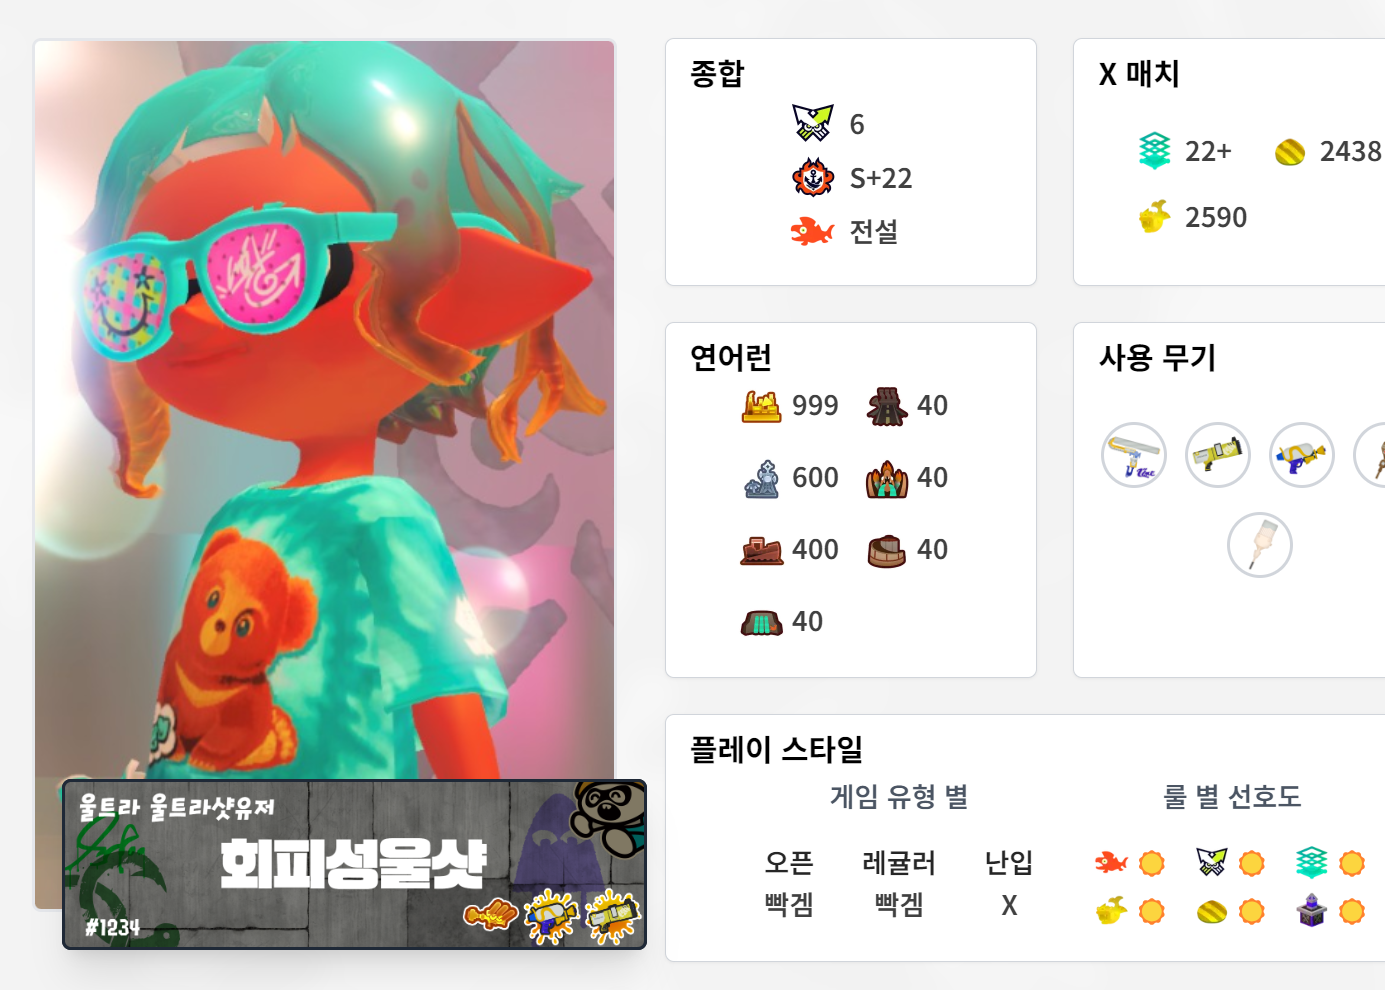 종합
6
S+22
전설
X 매치
22+ 2438
2590
연어런
999 40
600 40
400 40
40
사용 무기
플레이 스타일
게임 유형 별 룰 별 선호도
오픈 레귤러 난입
빡겜 빡겜 X
울트라 울트라샷유저
회피성울샷
#1234